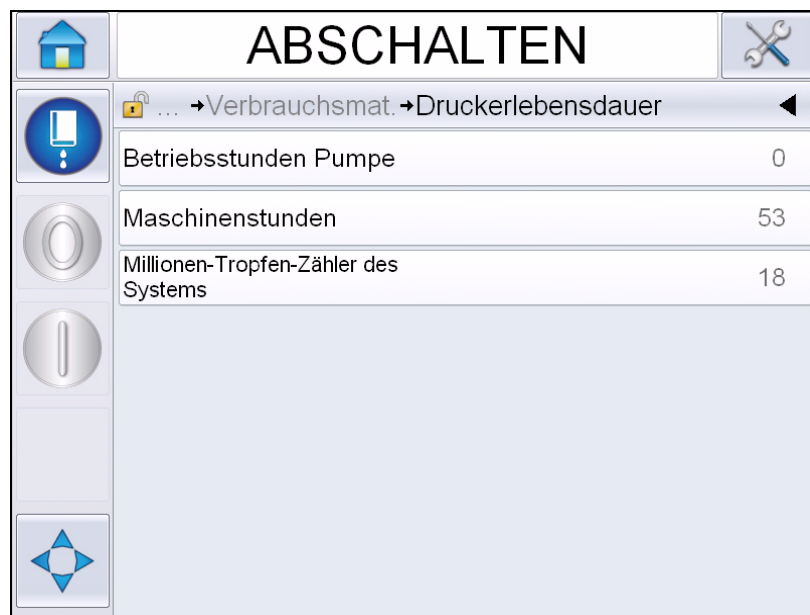 ABSCHALTEN
... →Verbrauchsmat.→Druckerlebensdauer
Betriebsstunden Pumpe 0
Maschinenstunden 53
Millionen-Tropfen-Zähler des
Systems 18